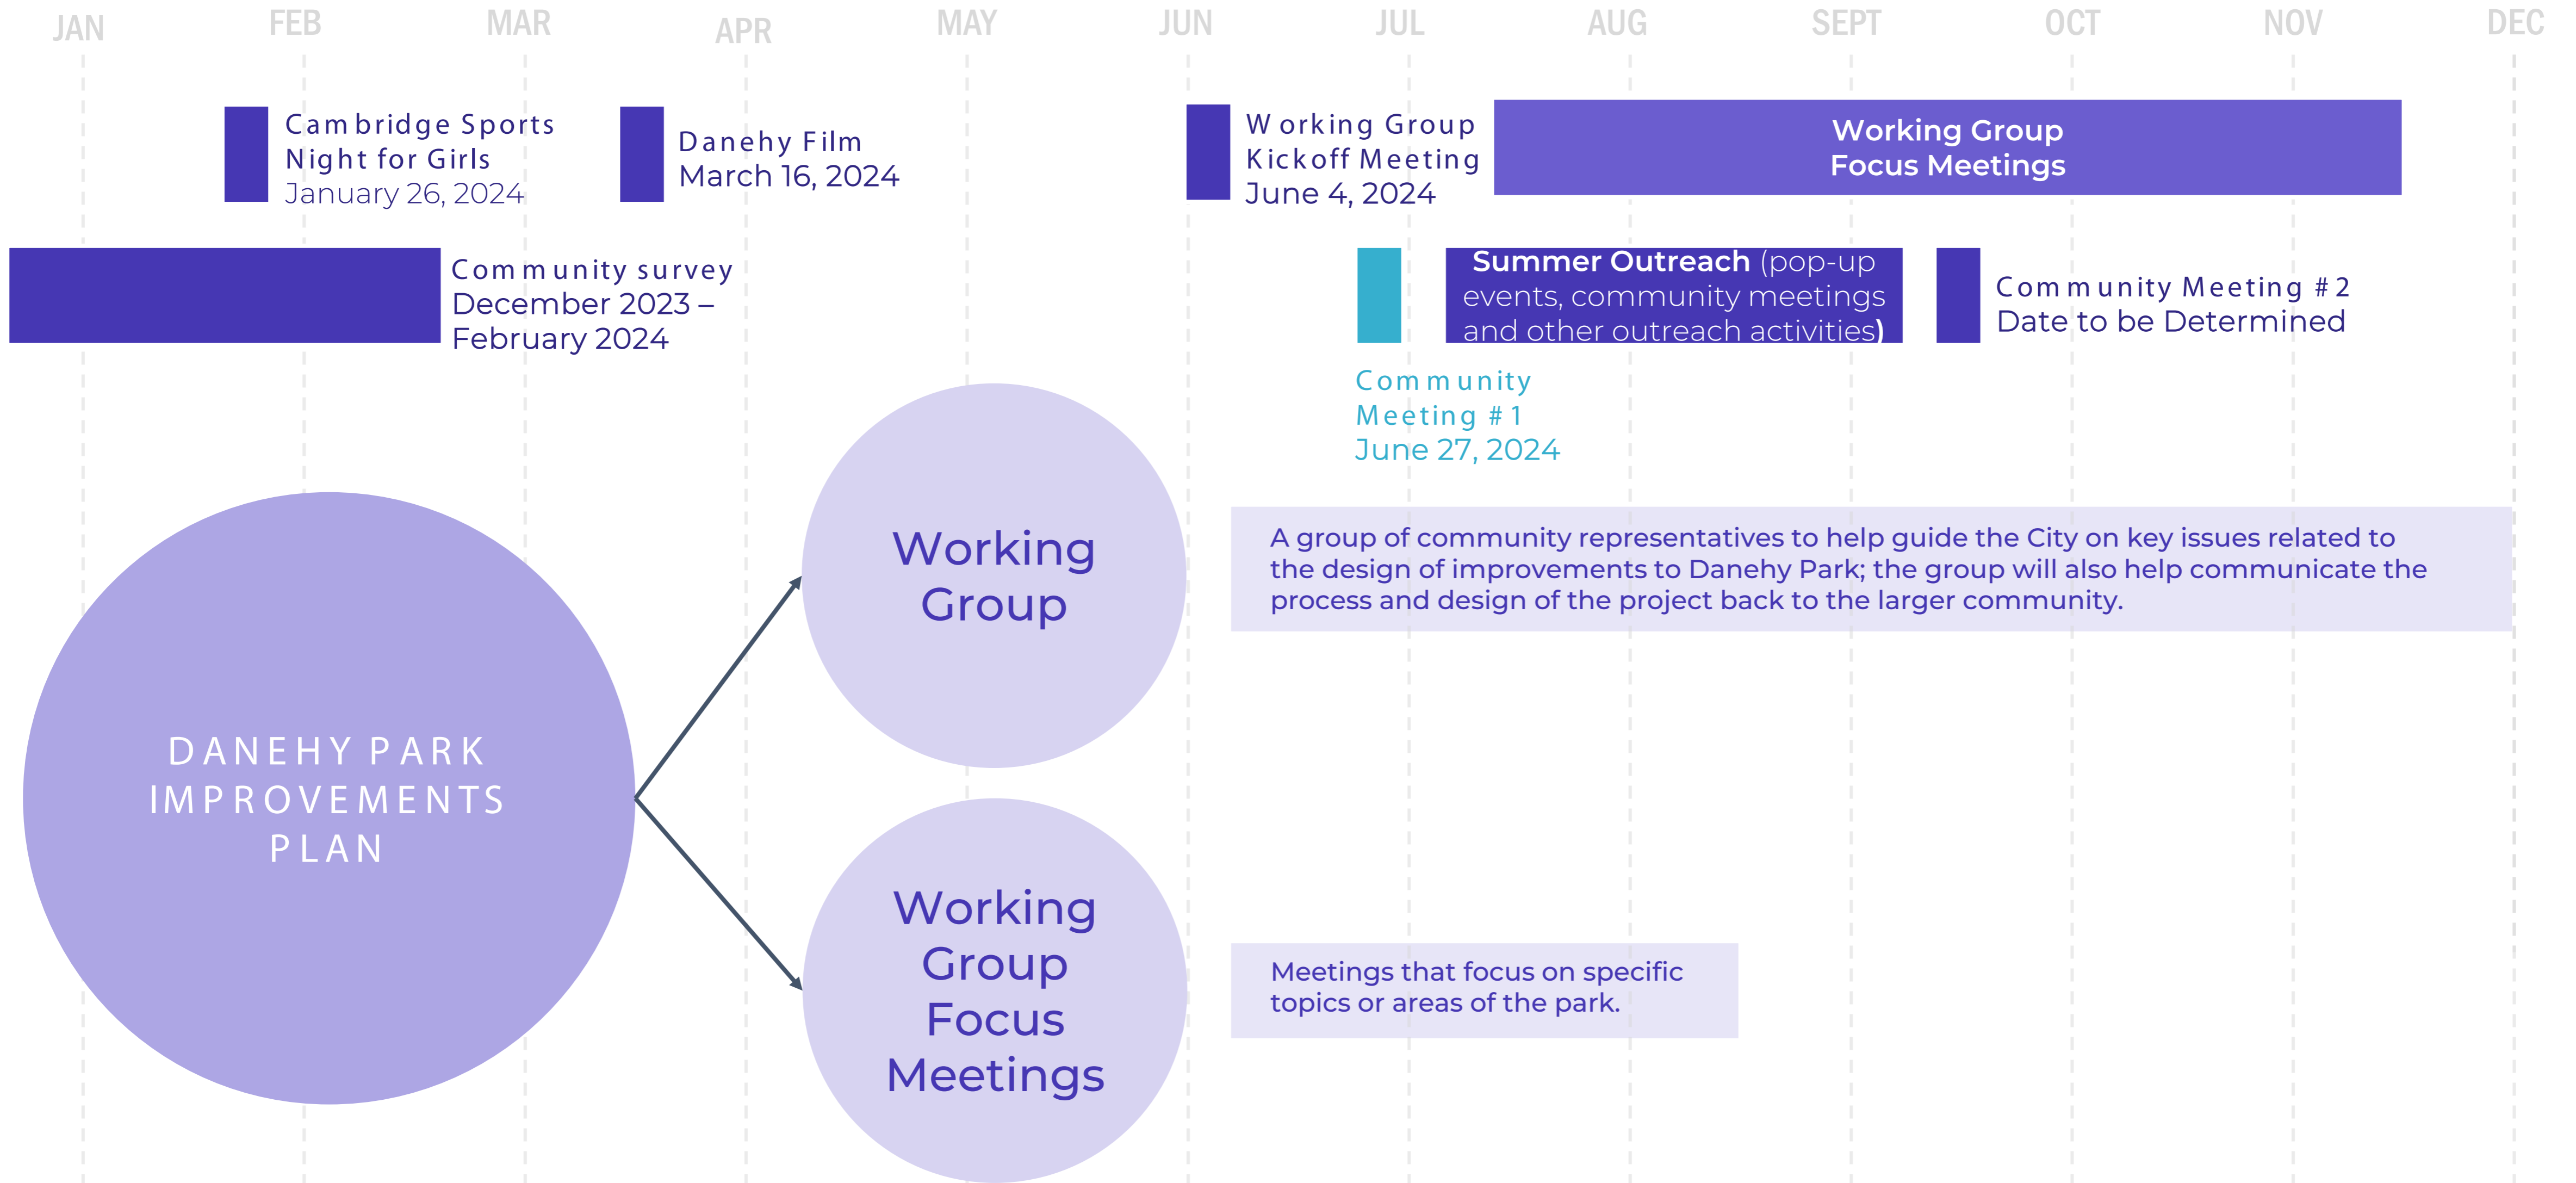 JAN FEB MAR APR MAY JUN JUL AUG SEPT OCT NOV DEC
Cambridge Sports
Night for Girls
January 26, 2024
Danehy Film
March 16, 2024
Working Group
Kickoff Meeting
June 4, 2024
Working Group
Focus Meetings
Community survey
December 2023 –
February 2024
Community
Meeting #1
June 27, 2024
Summer Outreach (pop-up
events, community meetings
and other outreach activities)
Community Meeting #2
Date to be Determined
DANEHY PARK
IMPROVEMENTS
PLAN
Working
Group
A group of community representatives to help guide the City on key issues related to
the design of improvements to Danehy Park; the group will also help communicate the
process and design of the project back to the larger community.
Working
Group
Focus
Meetings
Meetings that focus on specific
topics or areas of the park.